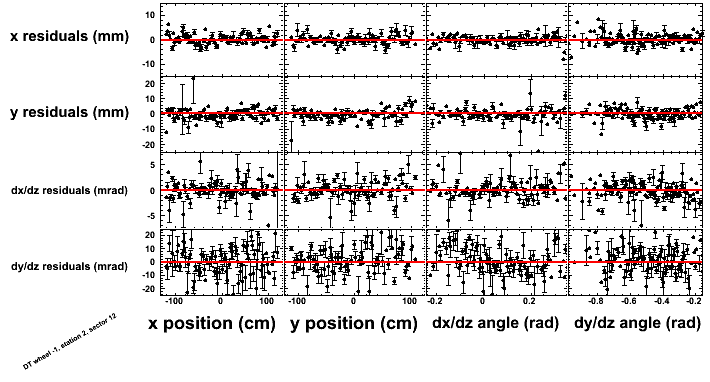 x residuals (mm)
10
0
-10
y residuals (mm)
20
10
0
-10
-20
dx/dz residuals (mrad)
5
0
-5
dy/dz residuals (mrad)
20
10
0
-10
-20
-100 0 100 -100 0 100 -0.2 0 0.2 -0.8 -0.6 -0.4 -0.2
x position (cm) y position (cm) dx/dz angle (rad) dy/dz angle (rad)
DT wheel -1, station 2, sector 12